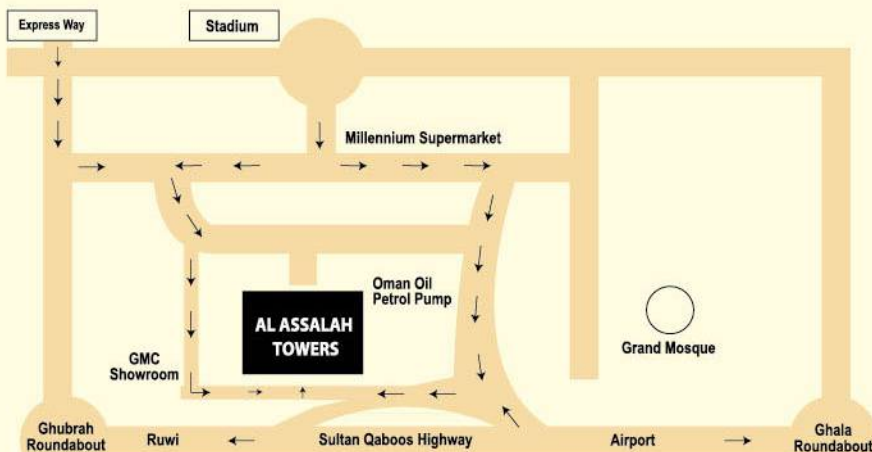 Express Way
Stadium
Millennium Supermarket
Oman Oil
Petrol Pump
AL ASSALAH
TOWERS
Grand Mosque
GMC
Showroom
Ghubrah
Roundabout
Ruwi
Sultan Qaboos Highway
Airport
Ghala
Roundabout